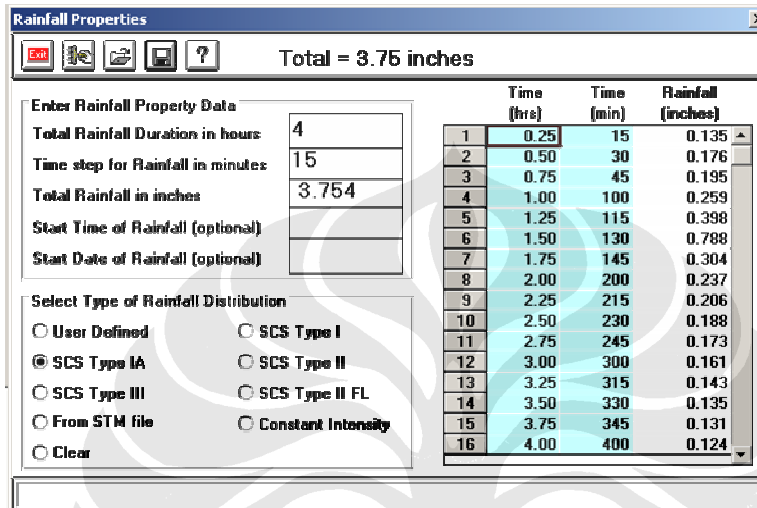 Rainfall Properties
Exit ? Total = 3.75 inches
Enter Rainfall Property Data
Total Rainfall Duration in hours 4
Time step for Rainfall in minutes 15
Total Rainfall in inches 3.754
Start Time of Rainfall (optional)
Start Date of Rainfall (optional)
Select Type of Rainfall Distribution
User Defined SCS Type I
SCS Type IA SCS Type II
SCS Type III SCS Type II FL
From STM file Constant Intensity
Clear
Time Time Rainfall
(hrs) (min) (inches)
1 0.25 15 0.135
2 0.50 30 0.176
3 0.75 45 0.195
4 1.00 100 0.259
5 1.25 115 0.398
6 1.50 130 0.788
7 1.75 145 0.304
8 2.00 200 0.237
9 2.25 215 0.206
10 2.50 230 0.188
11 2.75 245 0.173
12 3.00 300 0.161
13 3.25 315 0.143
14 3.50 330 0.135
15 3.75 345 0.131
16 4.00 400 0.124